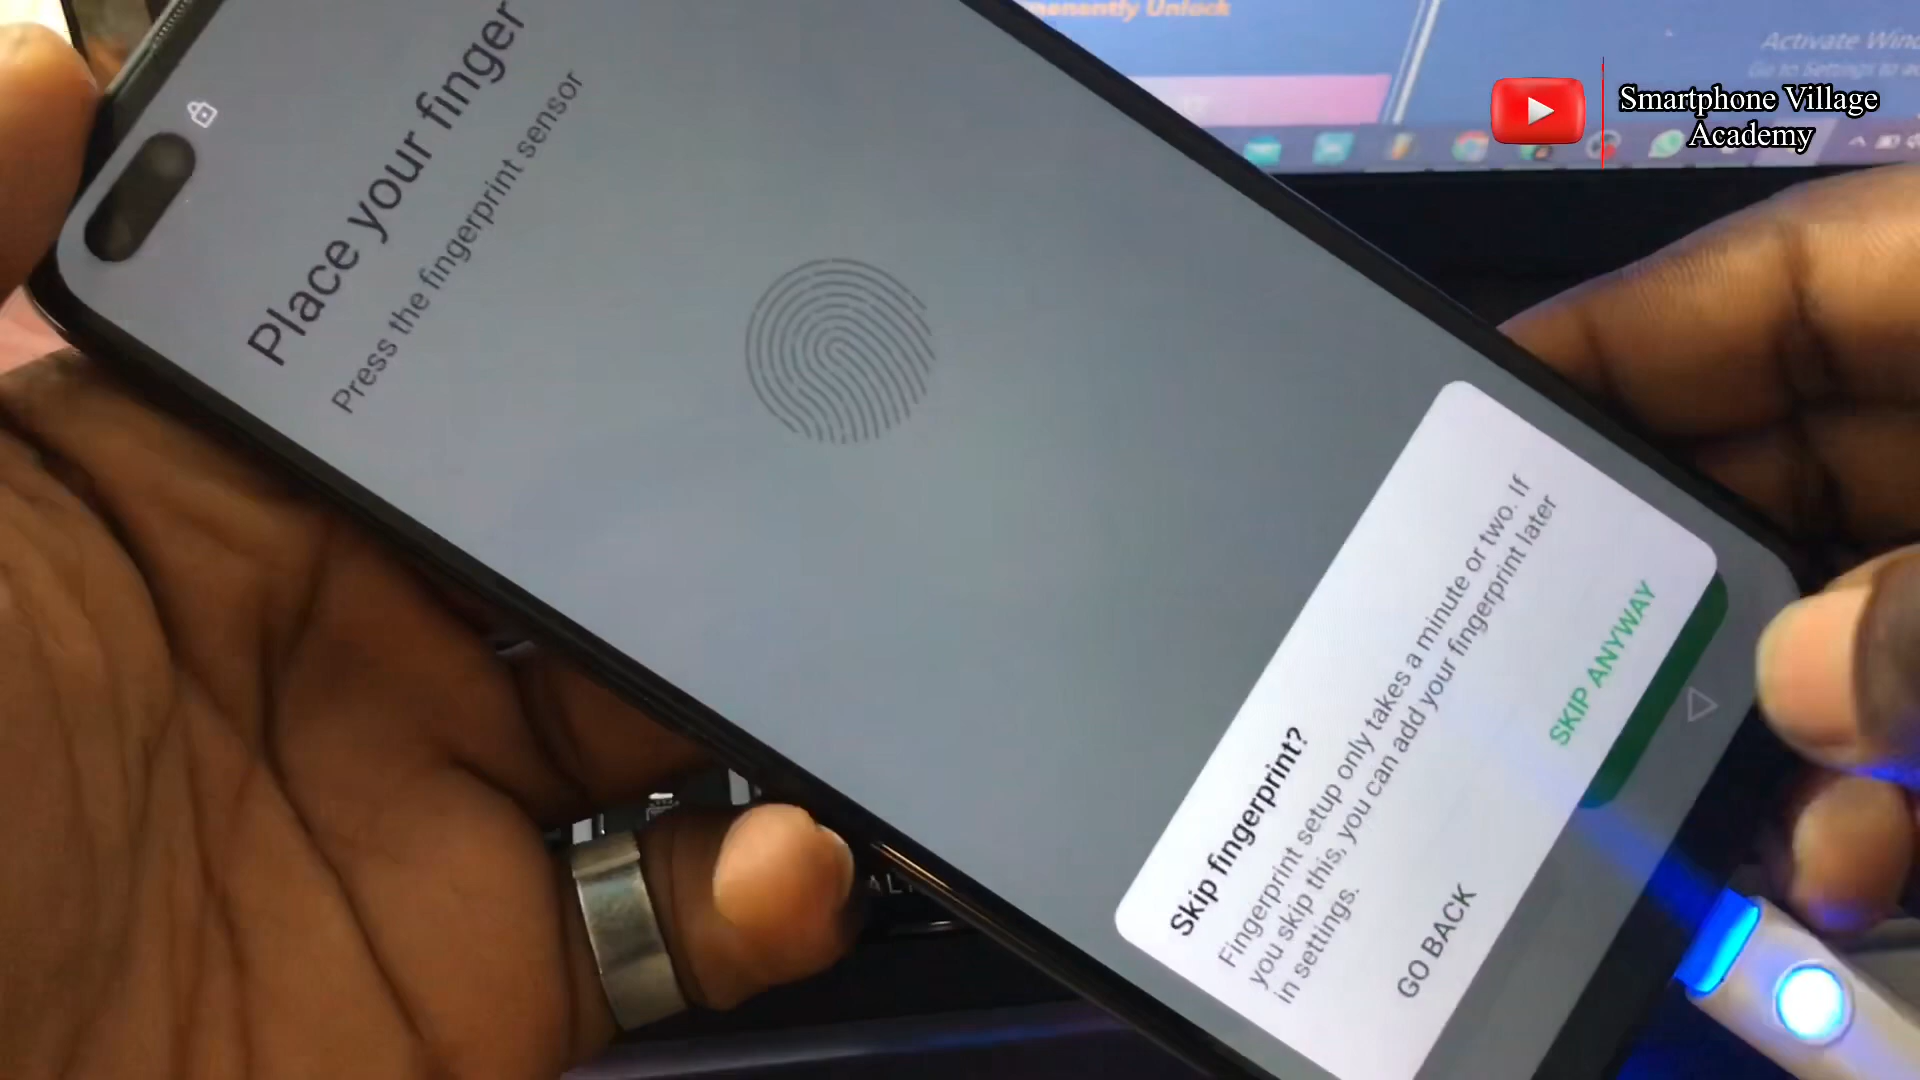 Place your finger
Press the fingerprint sensor
Skip fingerprint?
Fingerprint setup only takes a minute or two. If
you skip this, you can add your fingerprint later
in settings.
GO BACK
SKIP ANYWAY
Unlock
Activate
Smartphone Village
Academy